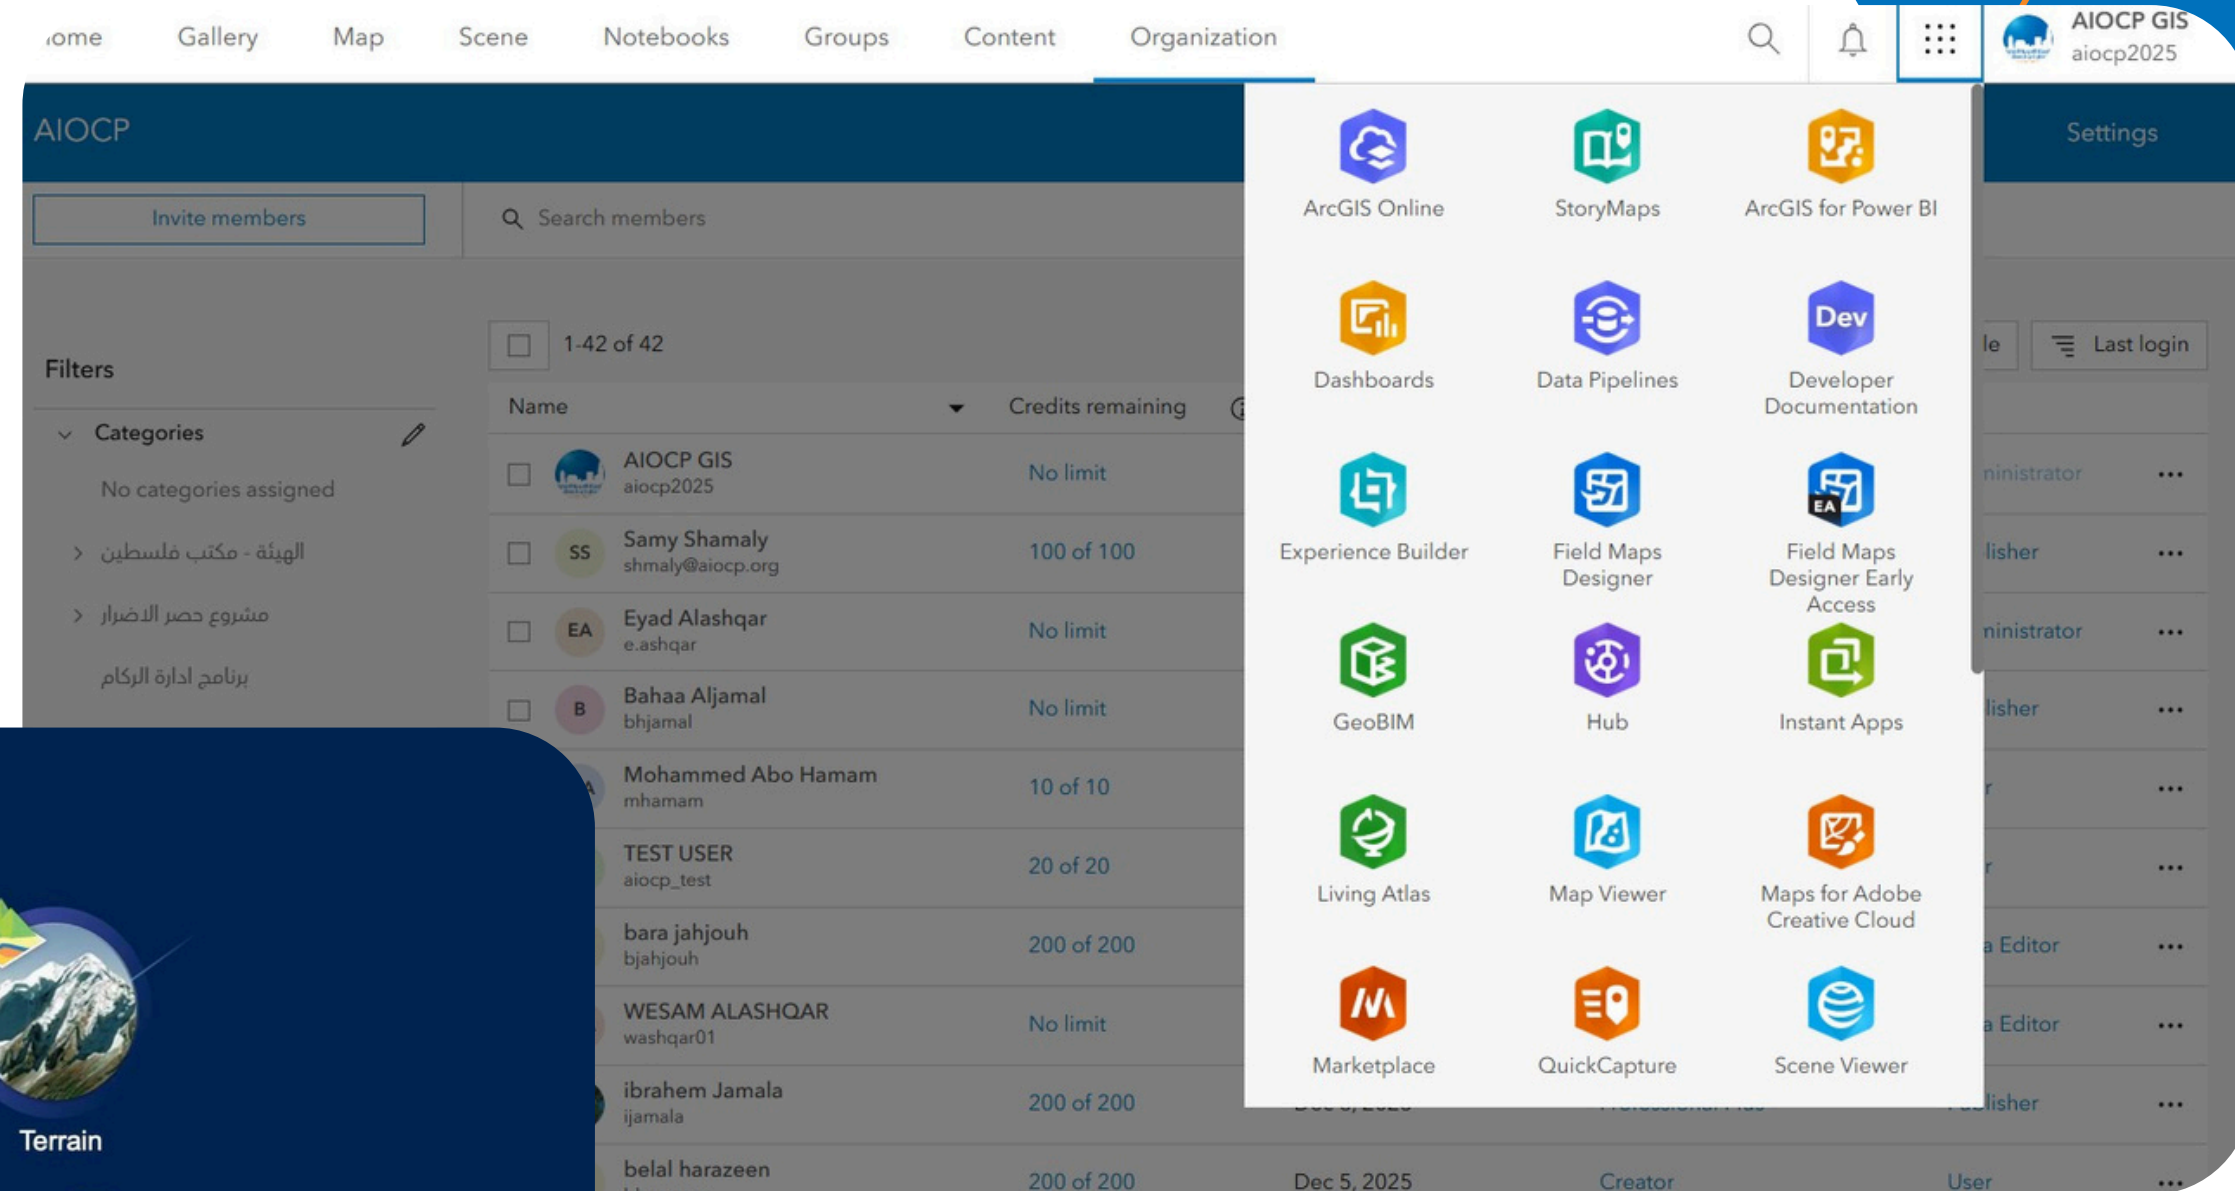 Gallery
Map
Scene
Notebooks
Groups
Content
Organization
AIOCP GIS
aiocp2025
AIOCP
Settings
Invite members
Search members
1-42 of 42
Last login
Filters
Name
Credits remaining
Categories
No categories assigned
الهيئة - مكتب فلسطين
مشروع حصر الاضرار
برنامج ادارة الركام
AIOCP GIS
aiocp2025
No limit
Samy Shamaly
shmaly@aiocp.org
100 of 100
EA
Eyad Alashqar
e.ashqar
No limit
SS
B
Bahaa Aljamal
bhjamal
No limit
Mohammed Abo Hamam
mhamam
10 of 10
TEST USER
aiocp_test
20 of 20
bara jahjouh
bjahjouh
200 of 200
WESAM ALASHQAR
washqar01
No limit
ibrahem Jamala
ijamala
200 of 200
belal harazeen
200 of 200
Dec 5, 2025
Creator
User
Editor
Editor
ArcGIS Online
StoryMaps
ArcGIS for Power BI
Dashboards
Data Pipelines
Dev
Developer
Documentation
Experience Builder
Field Maps
Designer
EA
Field Maps
Designer Early
Access
GeoBIM
Hub
Instant Apps
Living Atlas
Map Viewer
Maps for Adobe
Creative Cloud
Marketplace
QuickCapture
Scene Viewer
Terrain